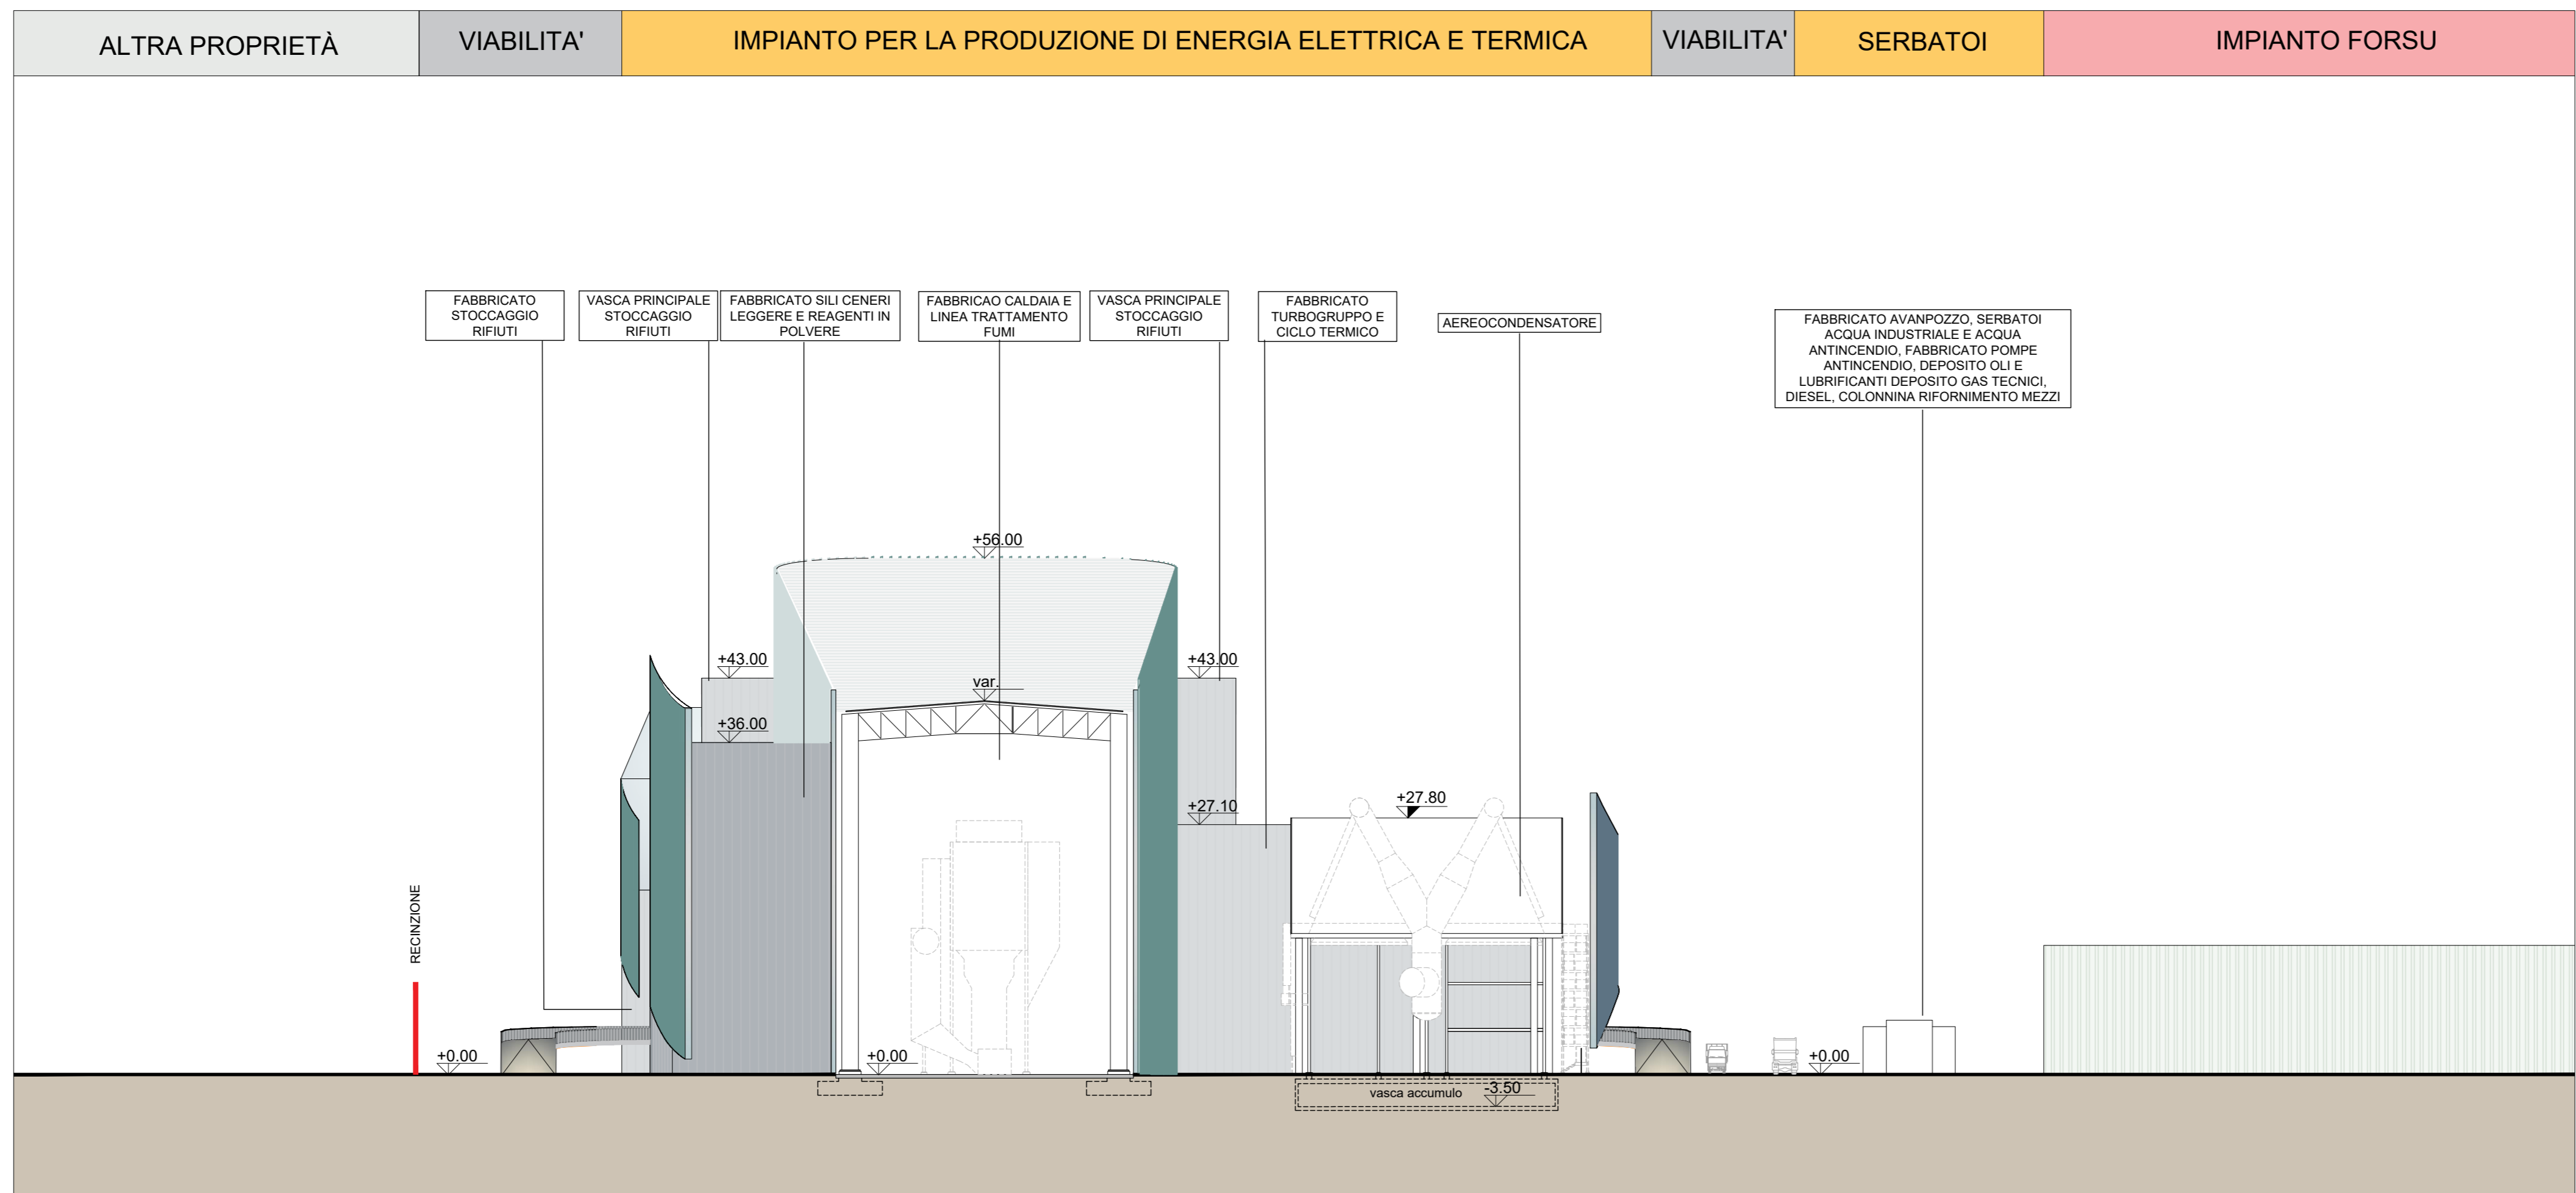 ALTRA PROPRIETÀ
VIABILITA'
IMPIANTO PER LA PRODUZIONE DI ENERGIA ELETTRICA E TERMICA
VIABILITA'
SERBATOI
IMPIANTO FORSU
FABBRICATO
STOCCAGGIO
RIFIUTI
VASCA PRINCIPALE
STOCCAGGIO
RIFIUTI
FABBRICATO SILI CENERI
LEGGERE E REAGENTI IN
POLVERE
FABBRICAO CALDAIA E
LINEA TRATTAMENTO
FUMI
VASCA PRINCIPALE
STOCCAGGIO
RIFIUTI
FABBRICATO
TURBOGRUPPO E
CICLO TERMICO
AEREOCONDENSATORE
FABBRICATO AVANPOZZO, SERBATOI
ACQUA INDUSTRIALE E ACQUA
ANTINCENDIO, FABBRICATO POMPE
ANTINCENDIO, DEPOSITO OLI E
LUBRIFICANTI DEPOSITO GAS TECNICI,
DIESEL, COLONNINA RIFORNIMENTO MEZZI
+56.00
+43.00
+43.00
var.
+36.00
+27.10
+27.80
RECINZIONE
+0.00
+0.00
+0.00
vasca accumulo
-3.50